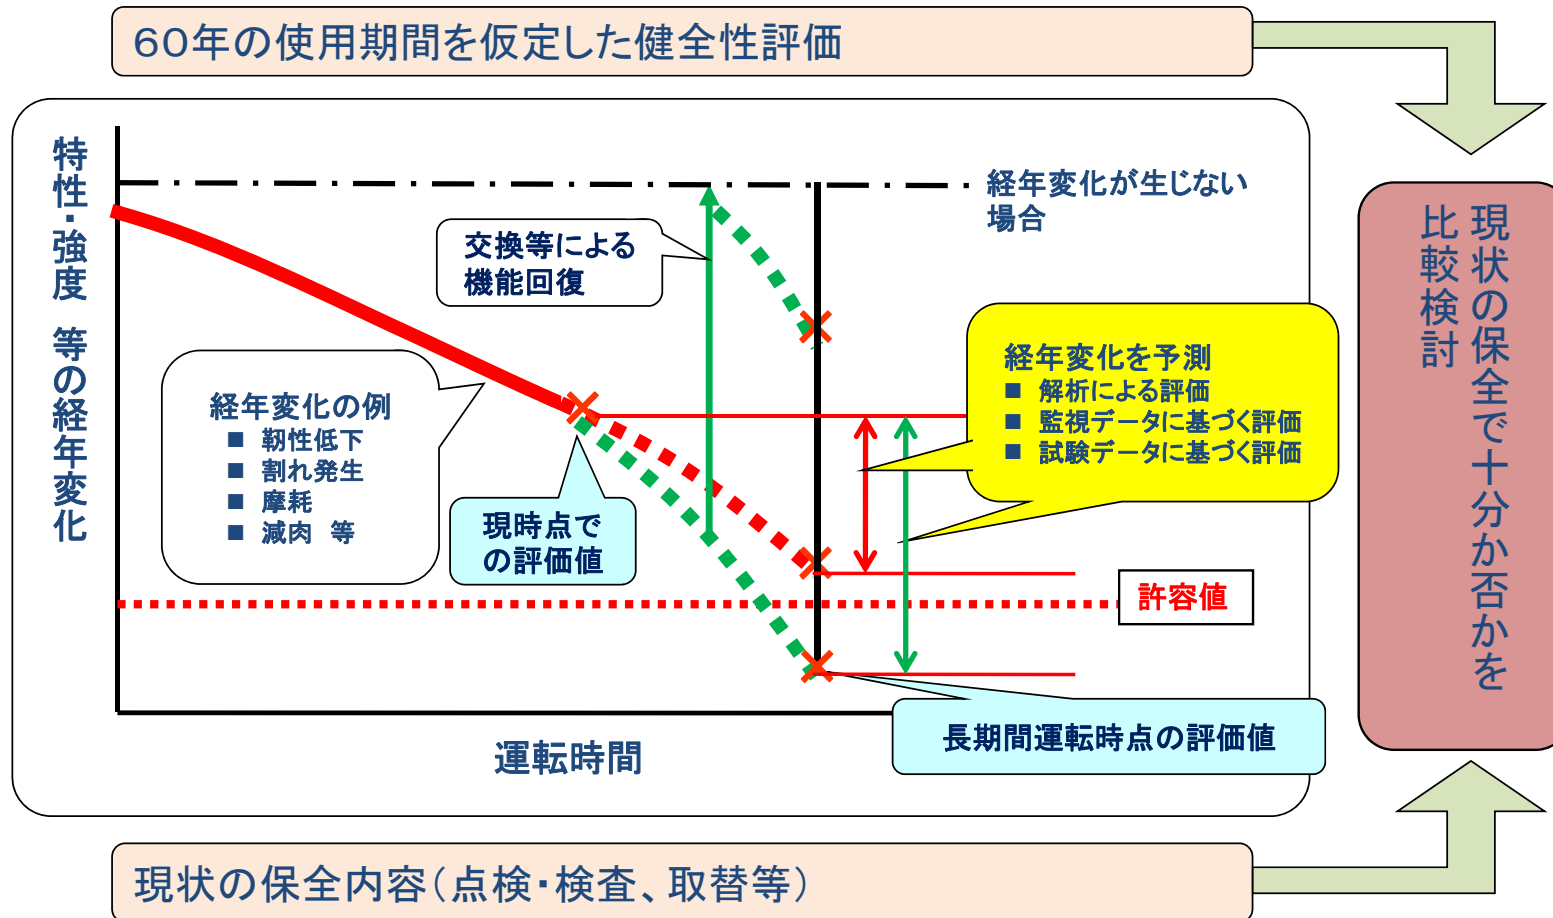 60年の使用期間を仮定した健全性評価
特性・強度 等の経年変化
経年変化が生じない
場合
交換等による
機能回復
経年変化の例
■ 靭性低下
■ 割れ発生
■ 摩耗
■ 減肉 等
現時点で
の評価値
経年変化を予測
■ 解析による評価
■ 監視データに基づく評価
■ 試験データに基づく評価
許容値
長期間運転時点の評価値
運転時間
現状の保全で十分か否かを
比較検討
現状の保全内容(点検・検査、取替等)